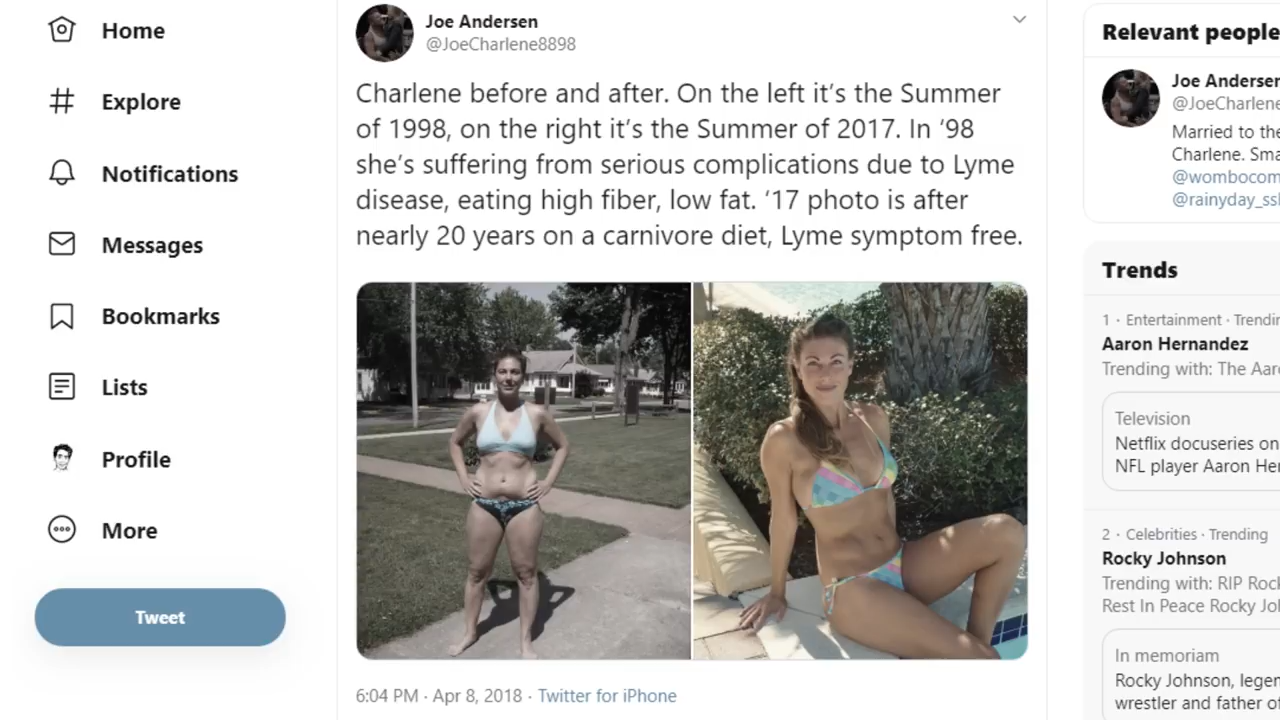 Home
Explore
Notifications
Messages
Bookmarks
Lists
Profile
More
Tweet
Joe Andersen
@JoeCharlene8898
Charlene before and after. On the left it’s the Summer
of 1998, on the right it’s the Summer of 2017. In ‘98
she’s suffering from serious complications due to Lyme
disease, eating high fiber, low fat. ‘17 photo is after
nearly 20 years on a carnivore diet, Lyme symptom free.
6:04 PM · Apr 8, 2018 · Twitter for iPhone
Relevant people
Joe Andersen
@JoeCharlene
Married to the
Charlene. Sma
@wombocom
@rainyday_ssl
Trends
1 · Entertainment · Trendin
Aaron Hernandez
Trending with: The Aaro
Television
Netflix docuseries on
NFL player Aaron Her
2 · Celebrities · Trending
Rocky Johnson
Trending with: RIP Rock
Rest In Peace Rocky Joh
In memoriam
Rocky Johnson, legen
wrestler and father of